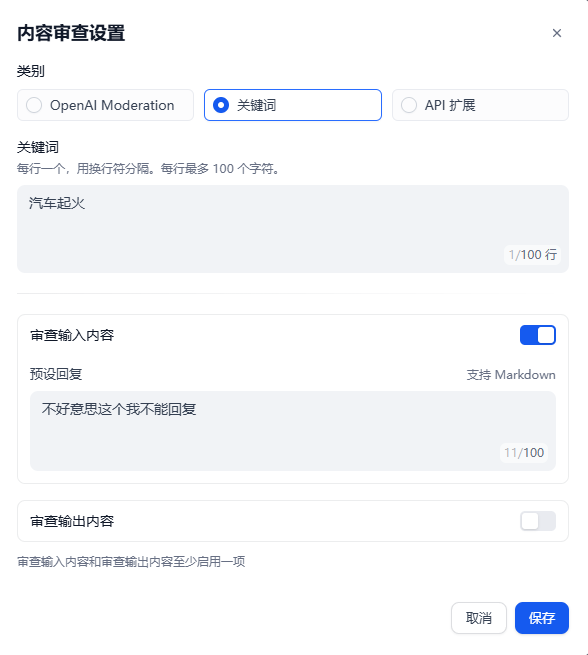 内容审查设置
类别
OpenAI Moderation 关键词 API 扩展
关键词
每行一个，用换行符分隔。每行最多 100 个字符。
汽车起火
1/100 行
审查输入内容
预设回复 支持 Markdown
不好意思这个我不能回复
11/100
审查输出内容
审查输入内容和审查输出内容至少启用一项
取消 保存